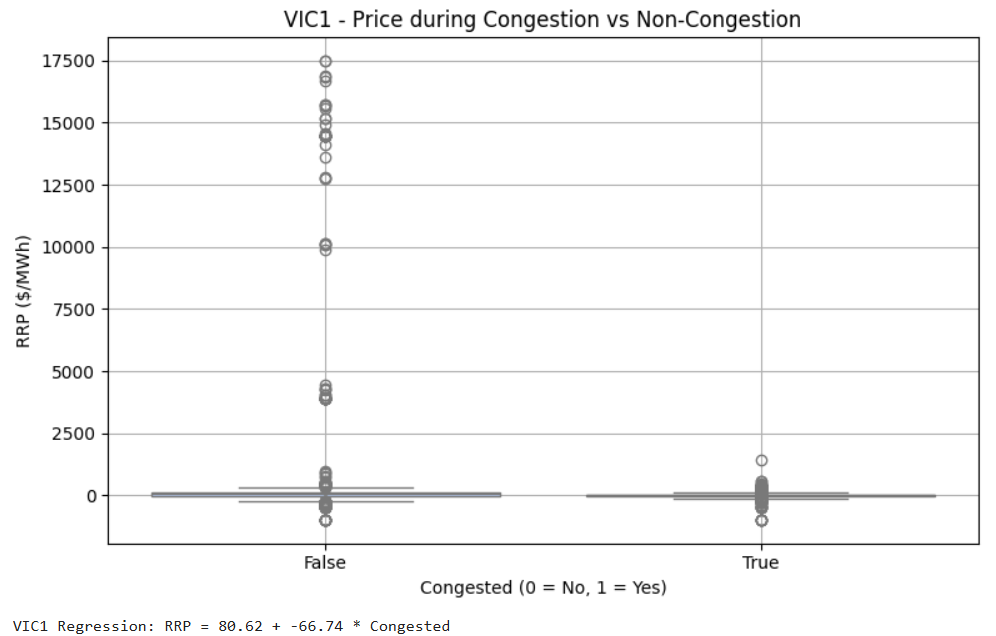 VIC1 - Price during Congestion vs Non-Congestion
17500
15000
12500
10000
7500
5000
2500
0
RRP ($/MWh)
False
True
Congested (0 = No, 1 = Yes)
VIC1 Regression: RRP = 80.62 + -66.74 * Congested